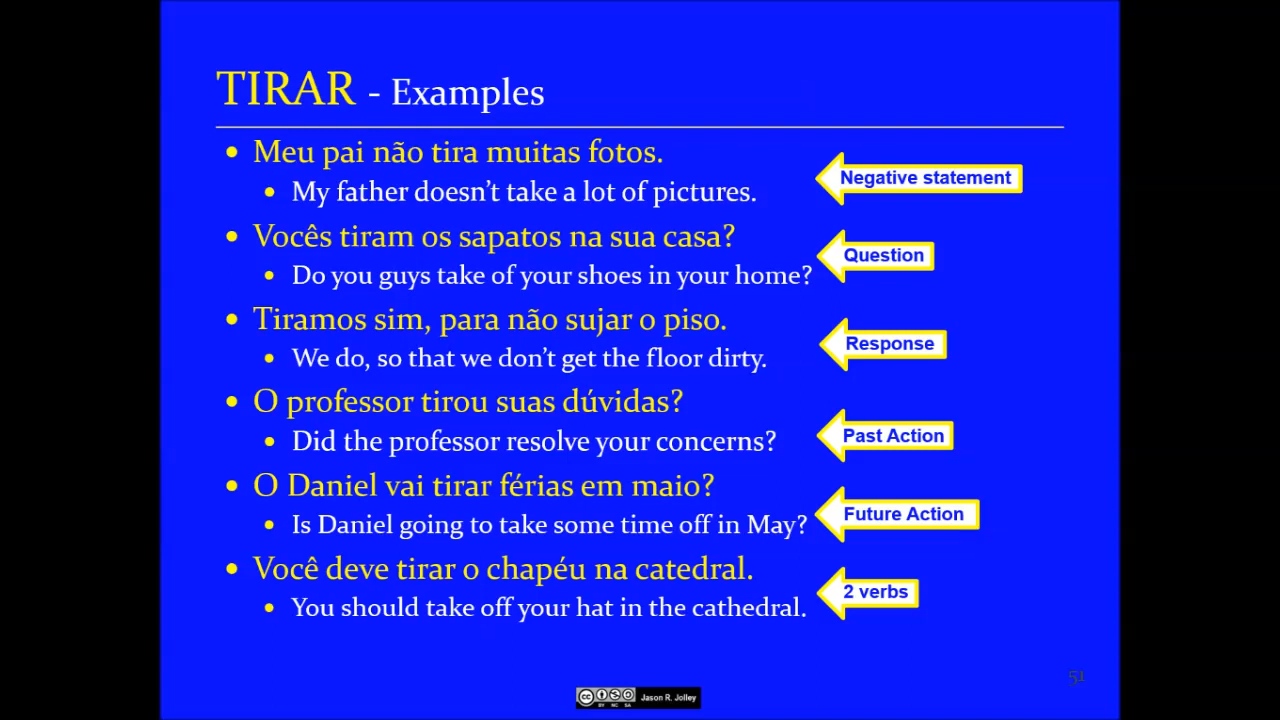 TIRAR - Examples
• Meu pai não tira muitas fotos.
• My father doesn't take a lot of pictures.
Negative statement
• Vocês tiram os sapatos na sua casa?
• Do you guys take of your shoes in your home?
Question
• Tiramos sim, para não sujar o piso.
• We do, so that we don't get the floor dirty.
Response
• O professor tirou suas dúvidas?
• Did the professor resolve your concerns?
Past Action
• O Daniel vai tirar férias em maio?
• Is Daniel going to take some time off in May?
Future Action
• Você deve tirar o chapéu na catedral.
• You should take off your hat in the cathedral.
2 verbs
51
cc BY NC SA Jason R. Jolley